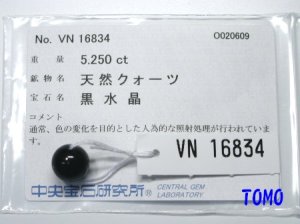 No. VN 16834 O020609
重量 5.250 ct
鉱物名 天然クォーツ
宝石名 黒水晶
コメント
通常、色の変化を目的とした人為的な照射処理が行われています。
VN 16834
中央宝石研究所® CENTRAL GEM LABORATORY
TOMO